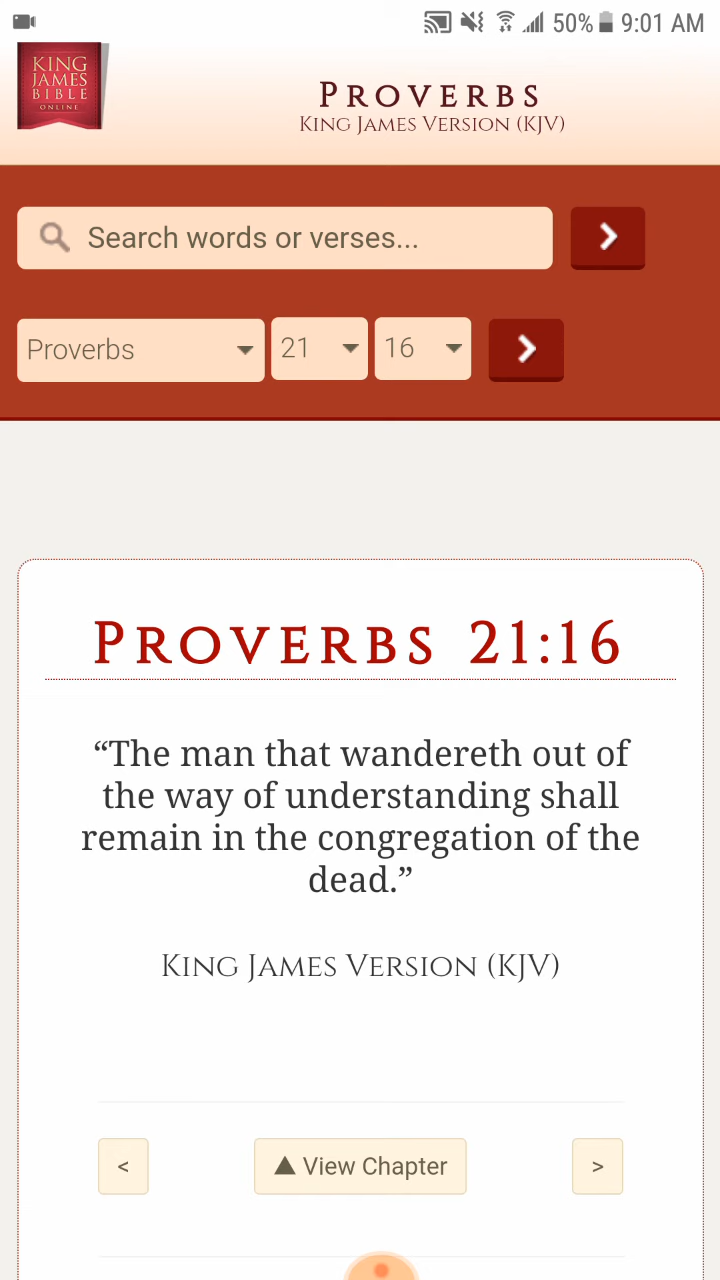 50% 9:01 AM
KING
JAMES
BIBLE
ONLINE
PROVERBS
KING JAMES VERSION (KJV)
Search words or verses...
Proverbs 21 16
PROVERBS 21:16
“The man that wandereth out of
the way of understanding shall
remain in the congregation of the
dead.”
KING JAMES VERSION (KJV)
< ▲ View Chapter >